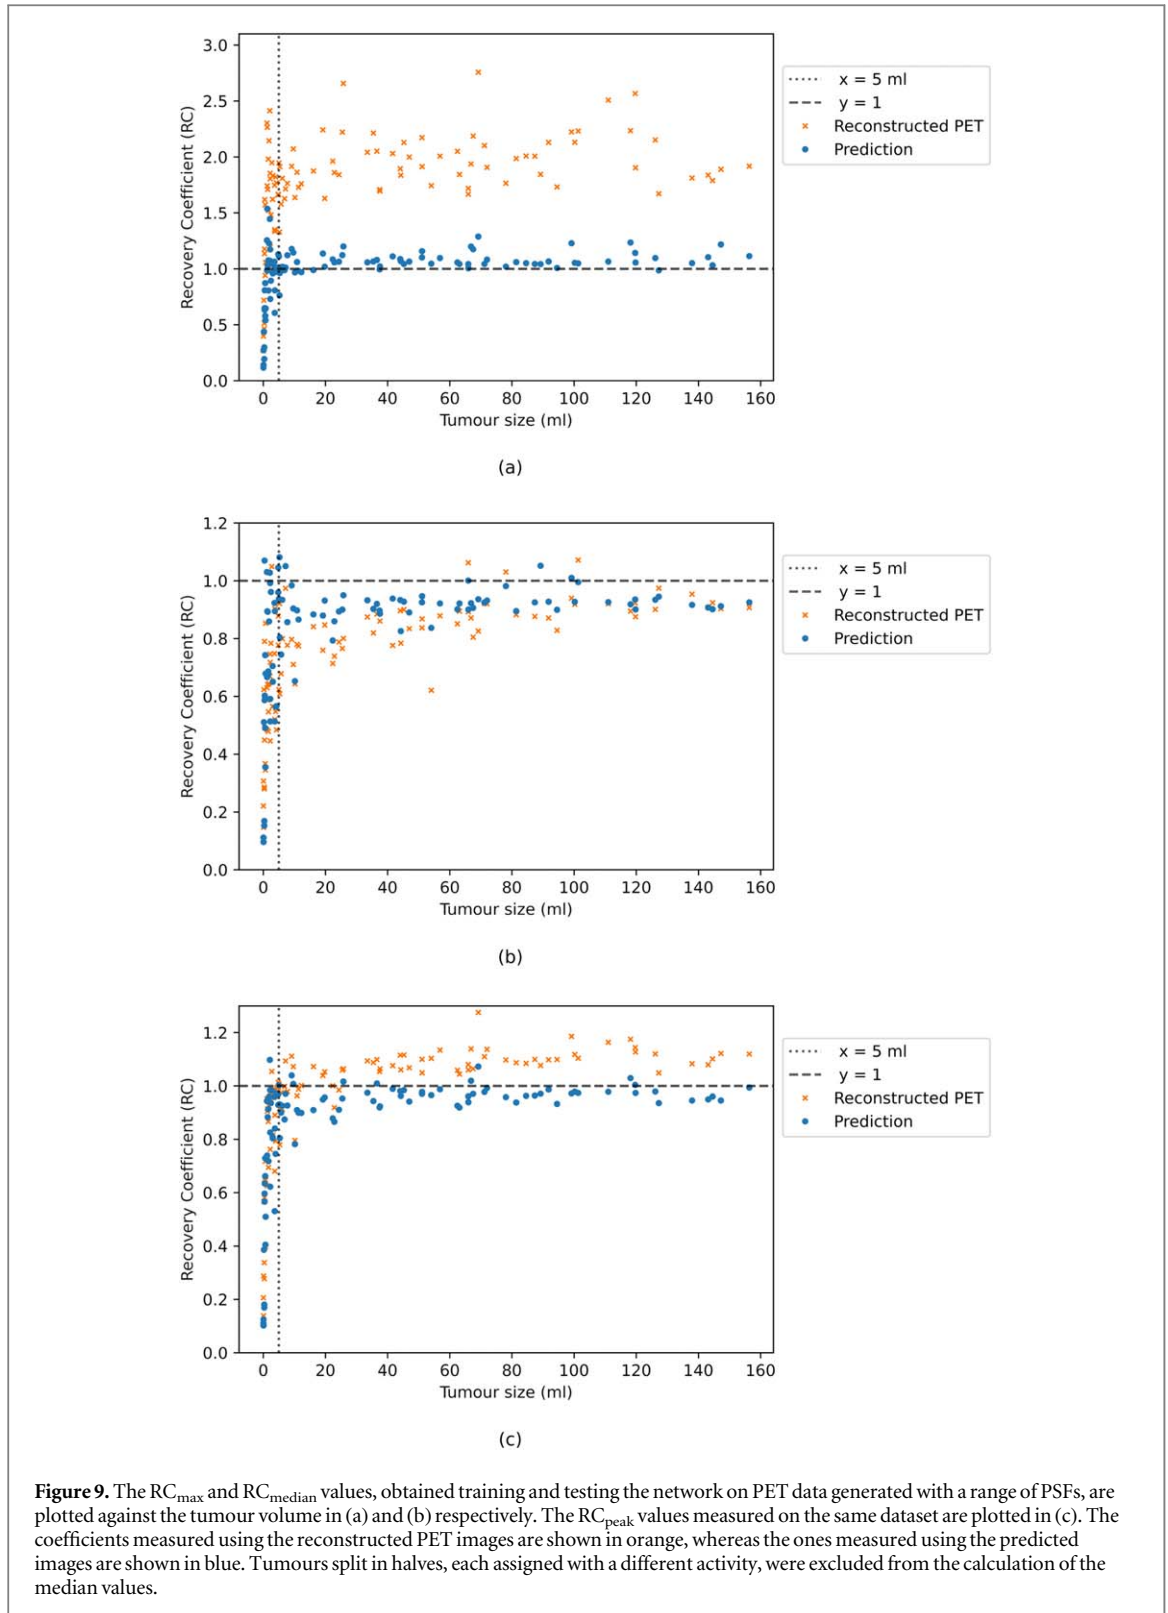 3.0
2.5
2.0
1.5
1.0
0.5
0.0
Recovery Coefficient (RC)
0 20 40 60 80 100 120 140 160
Tumour size (ml)
x = 5 ml
y = 1
Reconstructed PET
Prediction
(a)
1.2
1.0
0.8
0.6
0.4
0.2
0.0
Recovery Coefficient (RC)
0 20 40 60 80 100 120 140 160
Tumour size (ml)
x = 5 ml
y = 1
Reconstructed PET
Prediction
(b)
1.2
1.0
0.8
0.6
0.4
0.2
0.0
Recovery Coefficient (RC)
0 20 40 60 80 100 120 140 160
Tumour size (ml)
x = 5 ml
y = 1
Reconstructed PET
Prediction
(c)
Figure 9. The RCmax and RCmedian values, obtained training and testing the network on PET data generated with a range of PSFs, are
plotted against the tumour volume in (a) and (b) respectively. The RCpeak values measured on the same dataset are plotted in (c). The
coefficients measured using the reconstructed PET images are shown in orange, whereas the ones measured using the predicted
images are shown in blue. Tumours split in halves, each assigned with a different activity, were excluded from the calculation of the
median values.